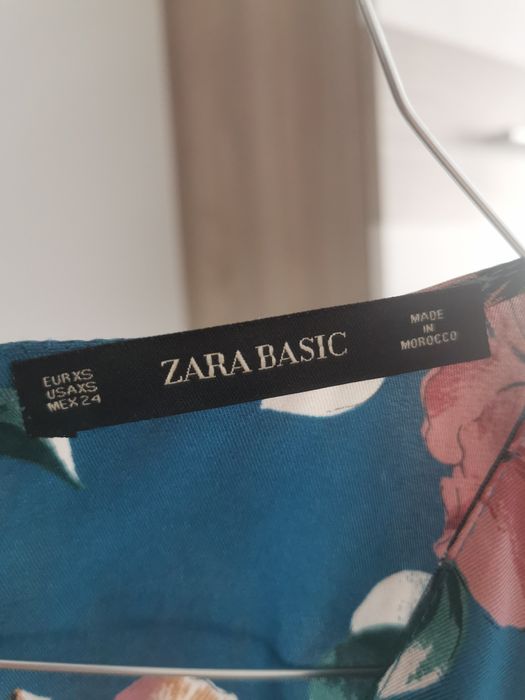 EUR XS
USA XS
MEX 24
ZARA BASIC
MADE
IN
MOROCCO